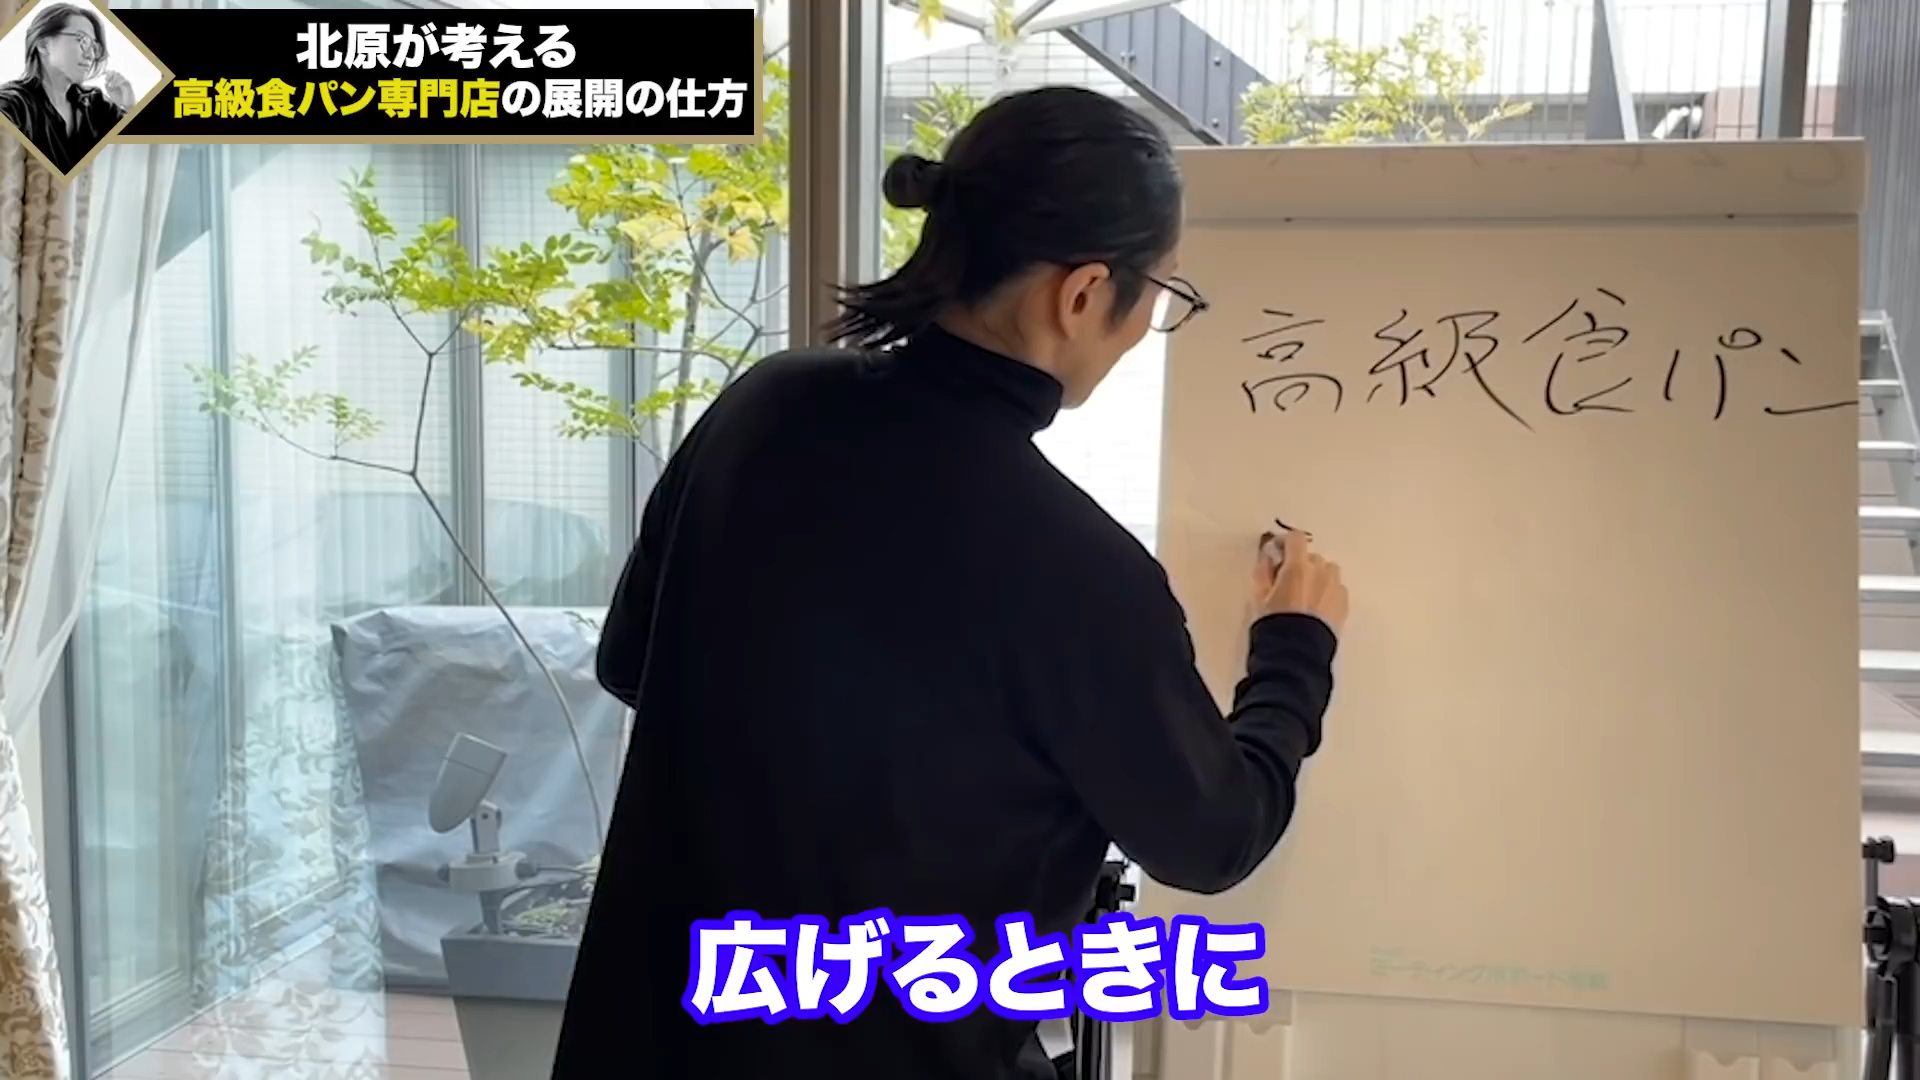 北原が考える
高級食パン専門店の展開の仕方
高級食パン
広げるときに